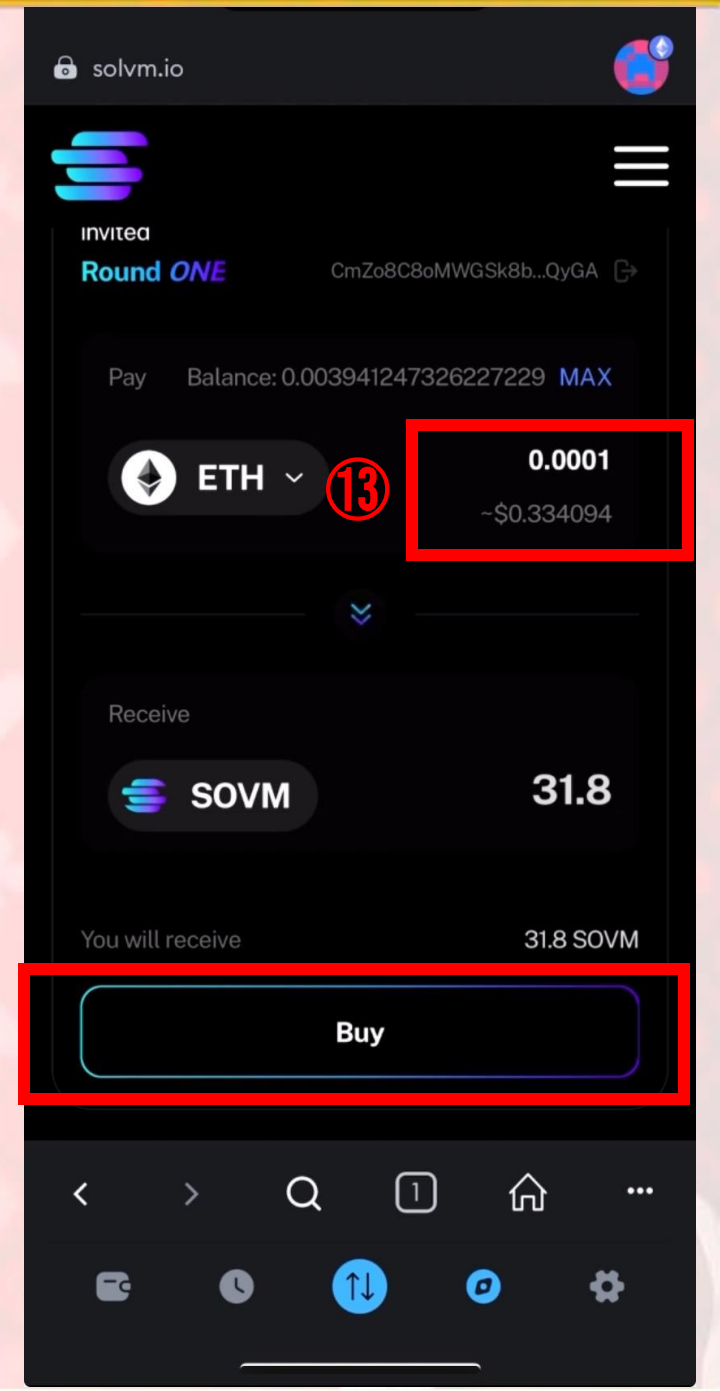 solvm.io
Invited
Round ONE CmZo8C8oMWGSk8b...QyGA
Pay Balance: 0.003941247326227229 MAX
ETH ⑬ 0.0001
~$0.334094
Receive
SOVM 31.8
You will receive 31.8 SOVM
Buy
1